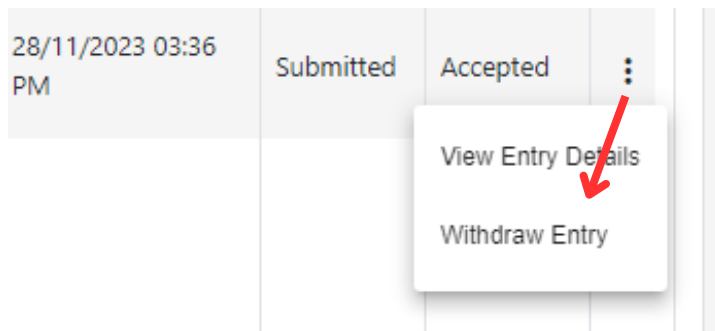 28/11/2023 03:36
PM
Submitted
Accepted
View Entry Details
Withdraw Entry